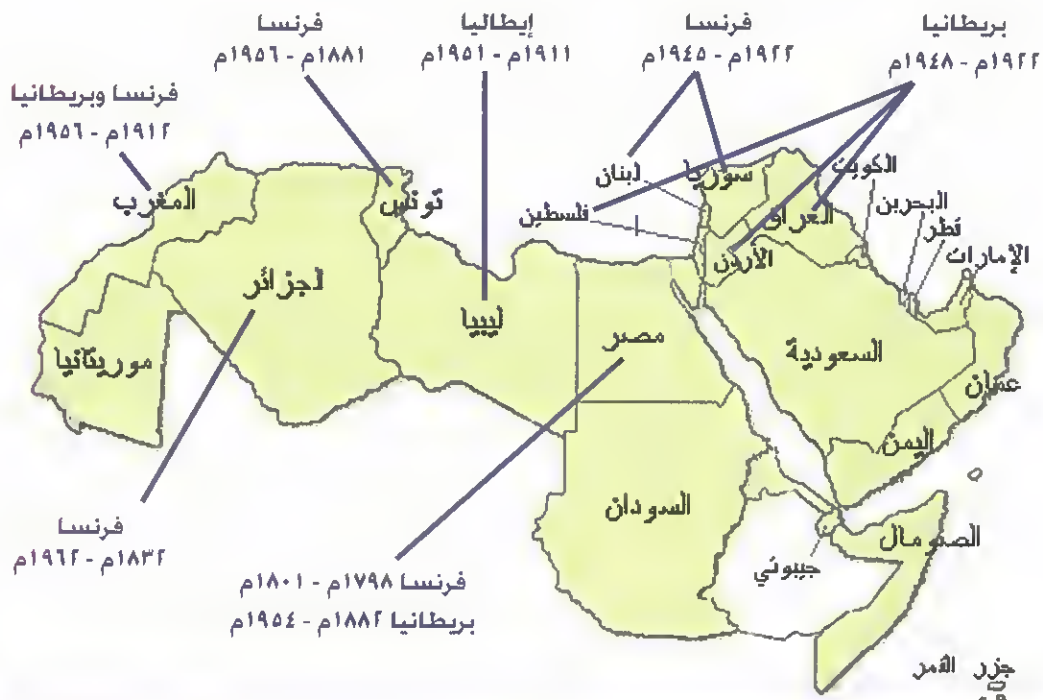 بريطانيا
١٩٢٢م - ١٩٤٨م
فرنسا
١٩٢٢م - ١٩٤٥م
إيطاليا
١٩١١م - ١٩٥١م
فرنسا
١٨٨١م - ١٩٥٦م
فرنسا وبريطانيا
١٩١٢م - ١٩٥٦م
الكويت
سوريا
لبنان
البحرين
العراق
فلسطين
قطر
الأردن
الإمارات
تونس
المغرب
الجزائر
ليبيا
مصر
السعودية
موريتانيا
عمان
اليمن
السودان
الصومال
جيبوتي
فرنسا
١٨٣٢م - ١٩٦٢م
فرنسا ١٧٩٨م - ١٨٠١م
بريطانيا ١٨٨٢م - ١٩٥٤م
جزر القمر